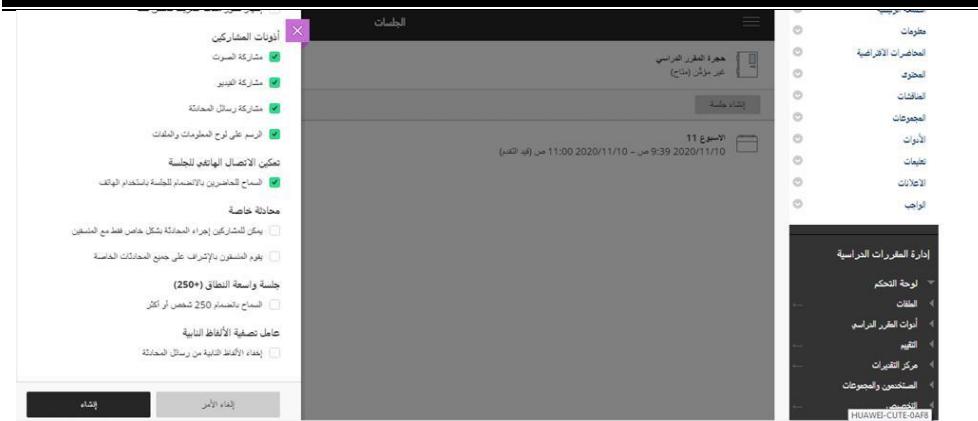 الجلسات
أذونات المشاركين
مشاركة الصوت
مشاركة الفيديو
مشاركة رسائل المحادثة
الرسم على لوح المعلومات والملفات
تمكين الاتصال الهاتفي للجلسة
السماح للحاضرين بالانضمام للجلسة باستخدام الهاتف
محادثة خاصة
يمكن للمشاركين إجراء المحادثة بشكل خاص فقط مع المنسقين
يقوم المنسقون بالإشراف على جميع المحادثات الخاصة
جلسة واسعة النطاق (+250)
السماح بانضمام 250 شخص أو أكثر
عامل تصفية الألفاظ النابية
إخفاء الألفاظ النابية من رسائل المحادثة
إلغاء الأمر
إنشاء
حجرة المقرر الدراسي
غير مؤمَّن (متاح)
إنشاء جلسة
الاسبوع 11
2020/11/10 9:39 ص – 2020/11/10 11:00 ص (قيد التقدم)
الصفحة الرئيسية
معلومات
المحاضرات الافتراضية
المحتوى
المناقشات
المجموعات
الأدوات
تعليمات
الاعلانات
الواجب
إدارة المقررات الدراسية
لوحة التحكم
الملفات
أدوات المقرر الدراسي
التقييم
مركز التقديرات
المستخدمون والمجموعات
التخصيص
HUAWEI-CUTE-0AF8